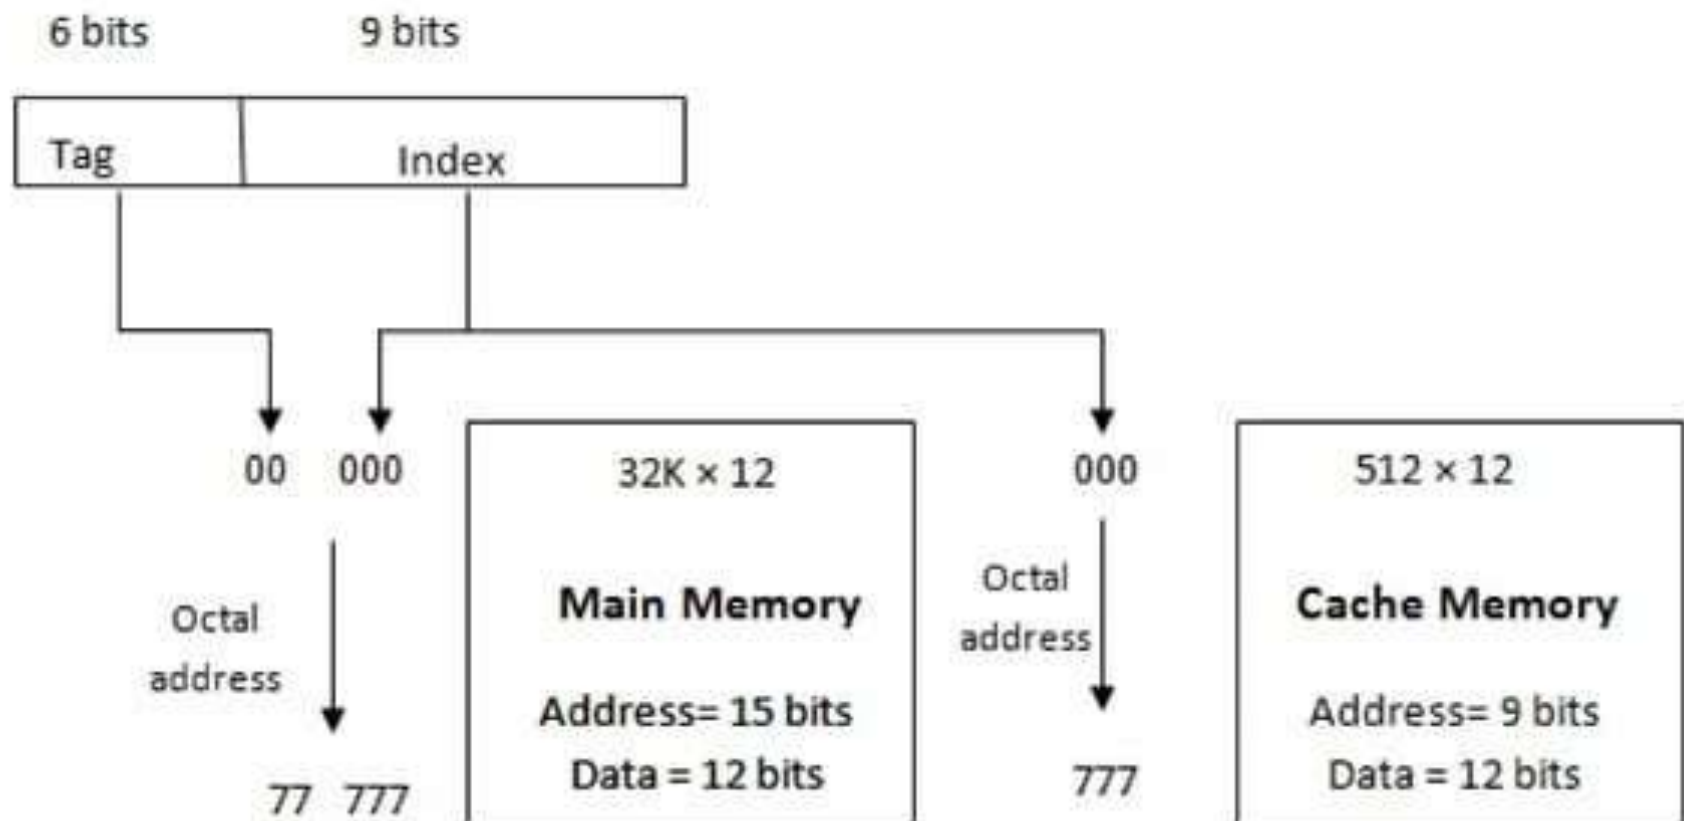 6 bits 9 bits
Tag Index
00 000
Octal
address
77 777
32K × 12
Main Memory
Address= 15 bits
Data = 12 bits
000
Octal
address
777
512 × 12
Cache Memory
Address= 9 bits
Data = 12 bits